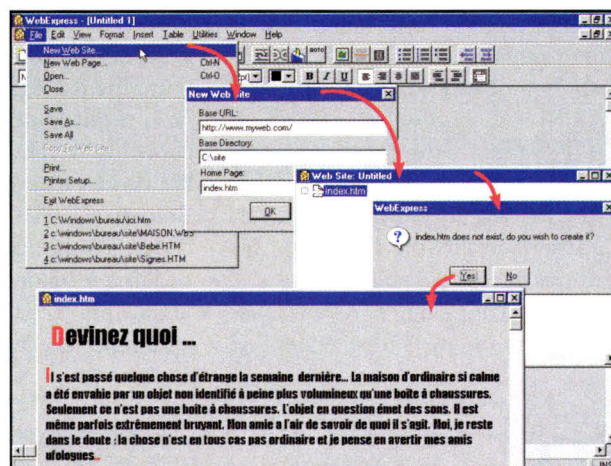 WebExpress - [Untitled 1]
File Edit View Format Insert Table Utilities Window Help
New Web Site...
New Web Page... Ctrl-N
Open... Ctrl-O
Close
Save
Save As...
Save All
Copy To Web Site...
Print...
Printer Setup...
Exit WebExpress
1 C:\Windows\bureau\ici.htm
2 c:\Windows\bureau\site\MAISON.WBS
3 c:\Windows\bureau\site\Bebe.HTM
4 c:\Windows\bureau\site\Signes.HTM
AUTO
B I U
New Web Site
Base URL:
http://www.myweb.com/
Base Directory:
C:\site
Home Page:
index.htm
OK
Web Site: Untitled
index.htm
WebExpress
index.htm does not exist, do you wish to create it?
Yes No
index.htm
Devinez quoi ...
Il s'est passé quelque chose d'étrange la semaine dernière... La maison d'ordinaire si calme
a été envahie par un objet non identifié à peine plus volumineux qu'une boîte à chaussures.
Seulement ce n'est pas une boîte à chaussures. L'objet en question émet des sons. Il est
même parfois extrêmement bruyant. Mon amie a l'air de savoir de quoi il s'agit. Moi, je reste
dans le doute : la chose n'est en tous cas pas ordinaire et je pense en avertir mes amis
ufologues...